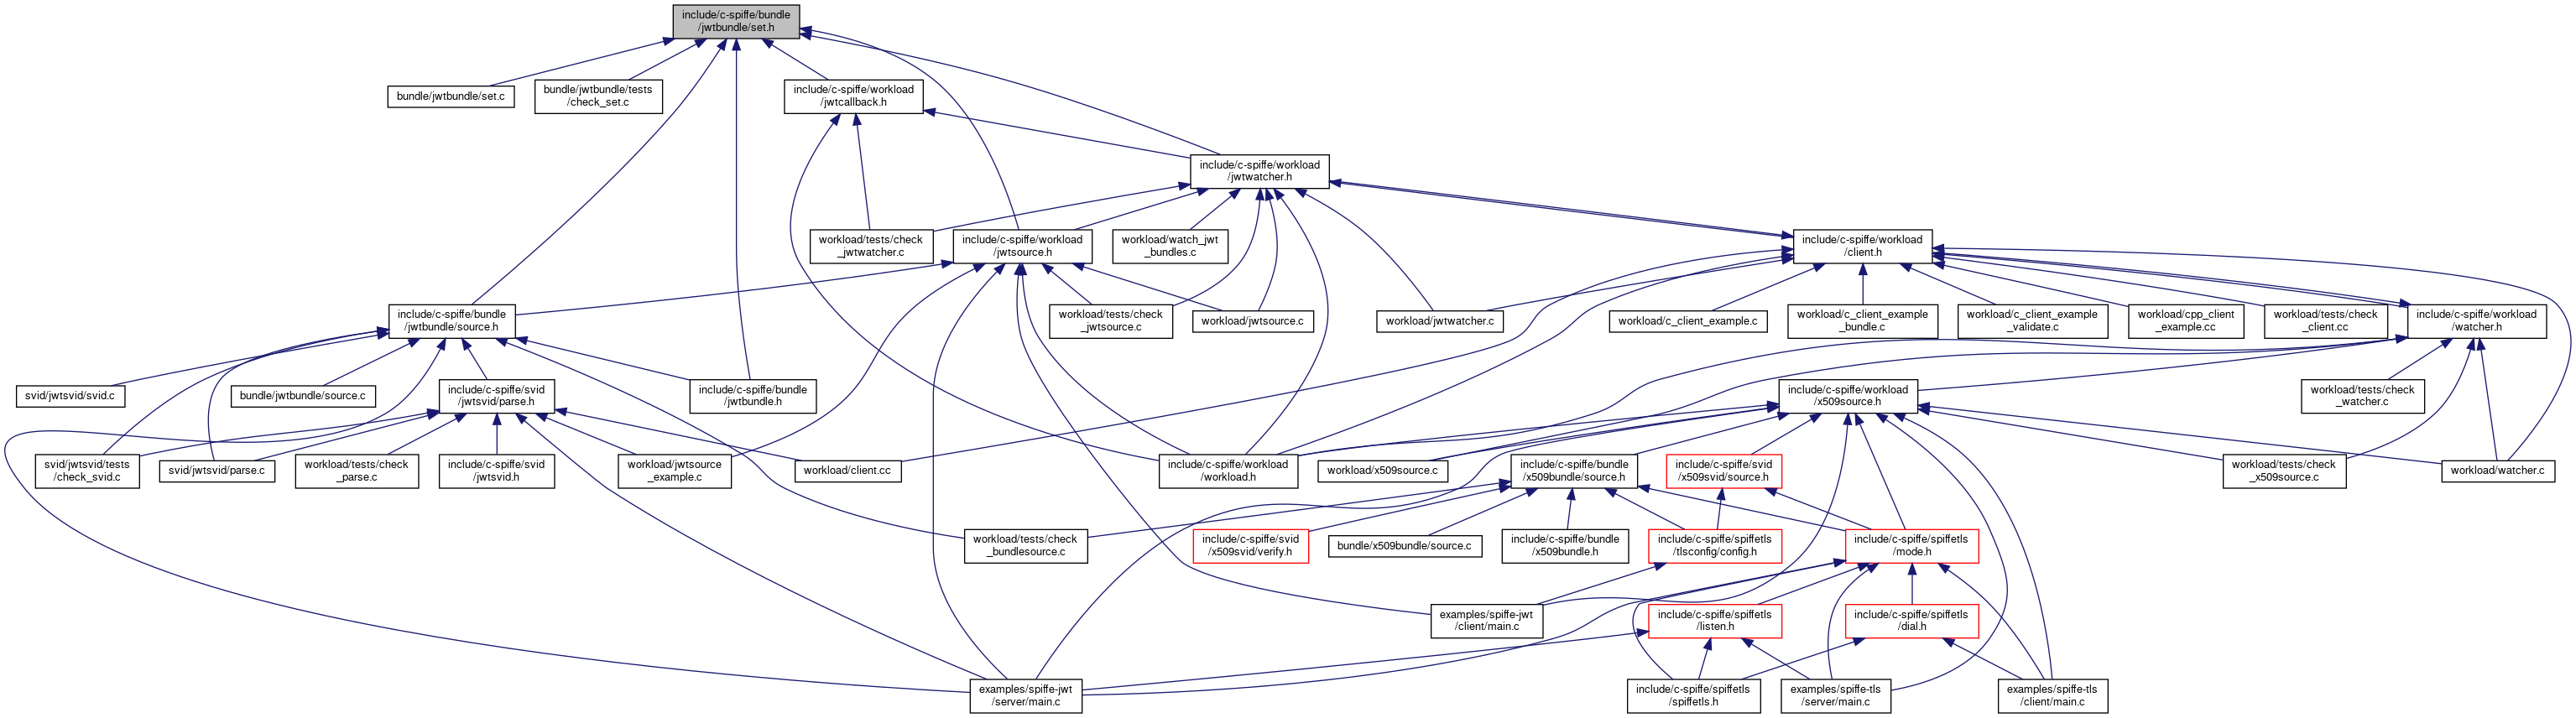 include/c-spiffe/bundle
/jwtbundle/set.h
bundle/jwtbundle/set.c
bundle/jwtbundle/tests
/check_set.c
include/c-spiffe/workload
/jwtcallback.h
include/c-spiffe/workload
/jwtwatcher.h
workload/tests/check
_jwtwatcher.c
include/c-spiffe/workload
/jwtsource.h
workload/watch_jwt
_bundles.c
include/c-spiffe/workload
/client.h
include/c-spiffe/bundle
/jwtbundle/source.h
workload/tests/check
_jwtsource.c
workload/jwtsource.c
workload/jwtwatcher.c
workload/c_client_example.c
workload/c_client_example
_bundle.c
workload/c_client_example
_validate.c
workload/cpp_client
_example.cc
workload/tests/check
_client.cc
include/c-spiffe/workload
/watcher.h
svid/jwtsvid/svid.c
bundle/jwtbundle/source.c
include/c-spiffe/svid
/jwtsvid/parse.h
include/c-spiffe/bundle
/jwtbundle.h
include/c-spiffe/workload
/x509source.h
workload/tests/check
_watcher.c
svid/jwtsvid/tests
/check_svid.c
svid/jwtsvid/parse.c
workload/tests/check
_parse.c
include/c-spiffe/svid
/jwtsvid.h
workload/jwtsource
_example.c
workload/client.cc
include/c-spiffe/workload
/workload.h
workload/x509source.c
include/c-spiffe/bundle
/x509bundle/source.h
include/c-spiffe/svid
/x509svid/source.h
workload/tests/check
_x509source.c
workload/watcher.c
workload/tests/check
_bundlesource.c
include/c-spiffe/svid
/x509svid/verify.h
bundle/x509bundle/source.c
include/c-spiffe/bundle
/x509bundle.h
include/c-spiffe/spiffetls
/tlsconfig/config.h
include/c-spiffe/spiffetls
/mode.h
examples/spiffe-jwt
/client/main.c
include/c-spiffe/spiffetls
/listen.h
include/c-spiffe/spiffetls
/dial.h
examples/spiffe-jwt
/server/main.c
include/c-spiffe/spiffetls
/spiffetls.h
examples/spiffe-tls
/server/main.c
examples/spiffe-tls
/client/main.c